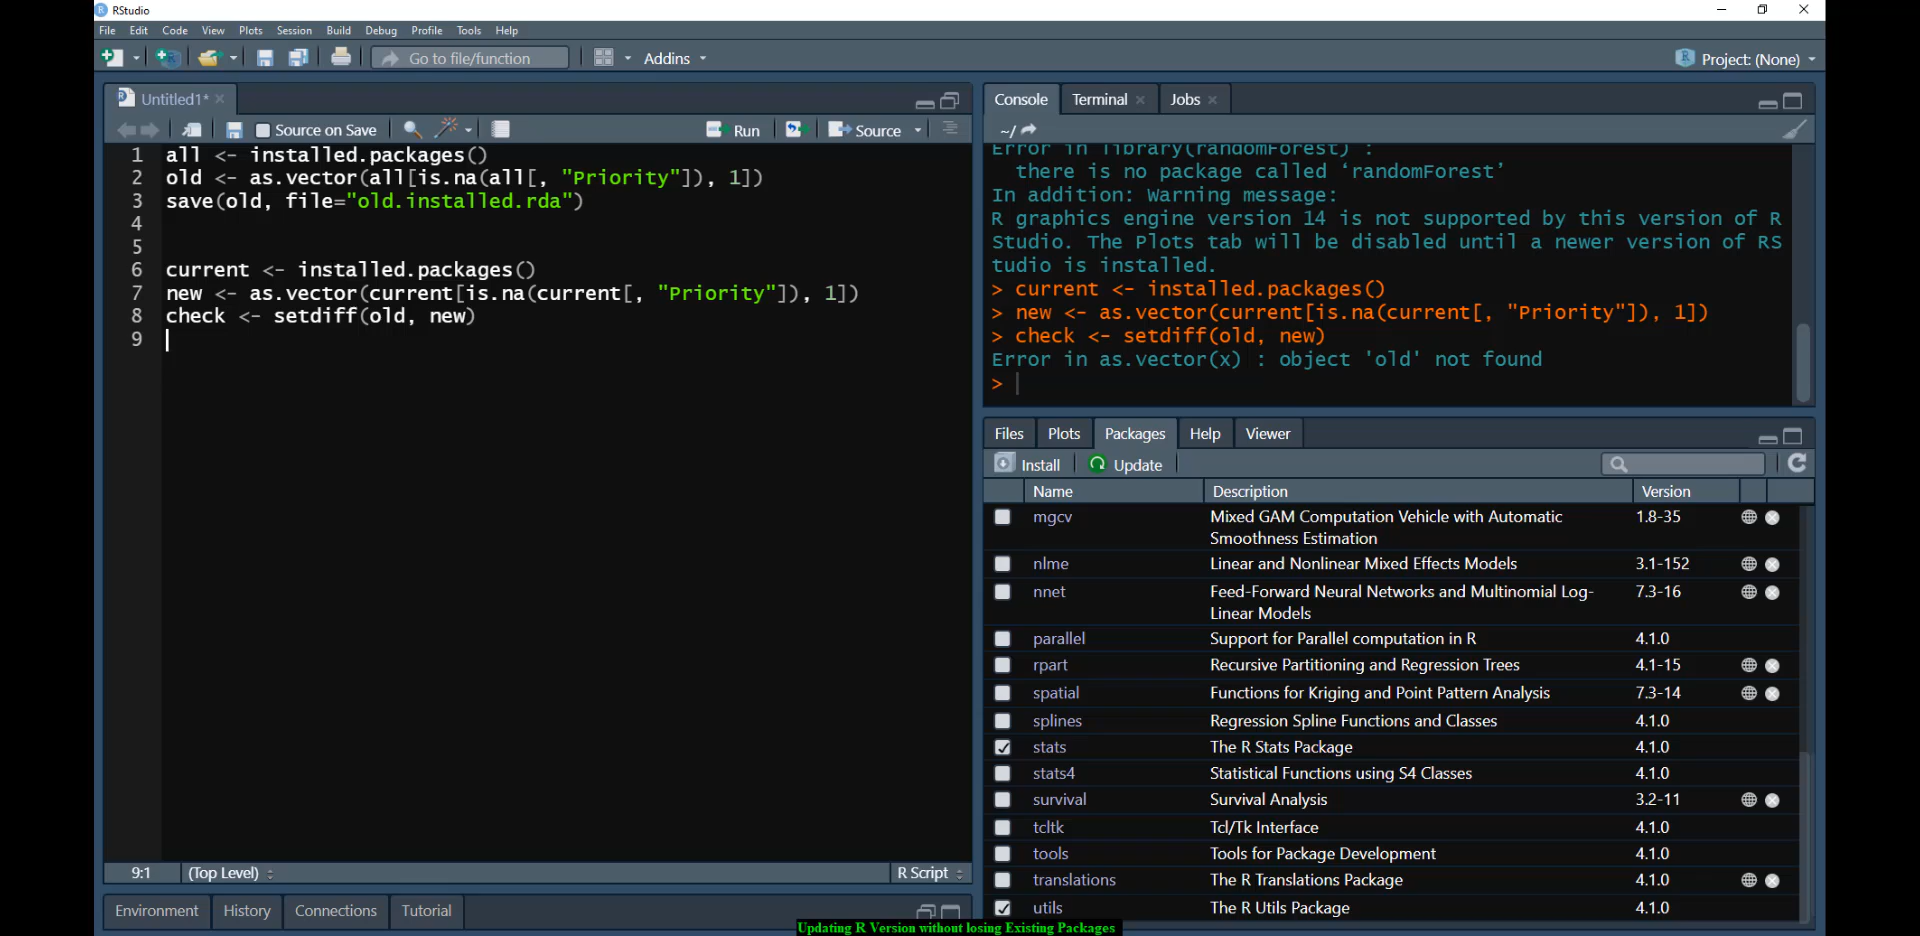 RStudio
File Edit Code View Plots Session Build Debug Profile Tools Help
Go to file/function Addins Project: (None)
Untitled1*
Source on Save Run Source
1 all <- installed.packages()
2 old <- as.vector(all[is.na(all[, "Priority"]), 1])
3 save(old, file="old.installed.rda")
4
5
6 current <- installed.packages()
7 new <- as.vector(current[is.na(current[, "Priority"]), 1])
8 check <- setdiff(old, new)
9
9:1 (Top Level) R Script
Environment History Connections Tutorial
Console Terminal Jobs
~/
Error in library(randomForest) :
there is no package called ‘randomForest’
In addition: Warning message:
R graphics engine version 14 is not supported by this version of R
Studio. The Plots tab will be disabled until a newer version of RS
tudio is installed.
> current <- installed.packages()
> new <- as.vector(current[is.na(current[, "Priority"]), 1])
> check <- setdiff(old, new)
Error in as.vector(x) : object 'old' not found
>
Files Plots Packages Help Viewer
Install Update
Name Description Version
mgcv Mixed GAM Computation Vehicle with Automatic 1.8-35
Smoothness Estimation
nlme Linear and Nonlinear Mixed Effects Models 3.1-152
nnet Feed-Forward Neural Networks and Multinomial Log- 7.3-16
Linear Models
parallel Support for Parallel computation in R 4.1.0
rpart Recursive Partitioning and Regression Trees 4.1-15
spatial Functions for Kriging and Point Pattern Analysis 7.3-14
splines Regression Spline Functions and Classes 4.1.0
stats The R Stats Package 4.1.0
stats4 Statistical Functions using S4 Classes 4.1.0
survival Survival Analysis 3.2-11
tcltk Tcl/Tk Interface 4.1.0
tools Tools for Package Development 4.1.0
translations The R Translations Package 4.1.0
utils The R Utils Package 4.1.0
Updating R Version without losing Existing Packages